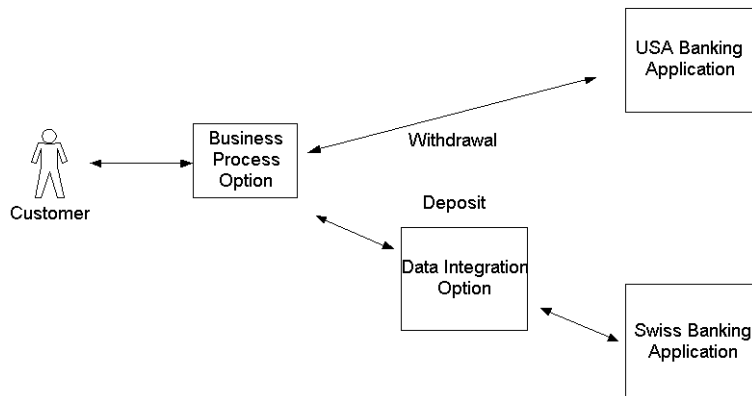 USA Banking
Application
Business
Process
Option
Withdrawal
Customer
Deposit
Data Integration
Option
Swiss Banking
Application